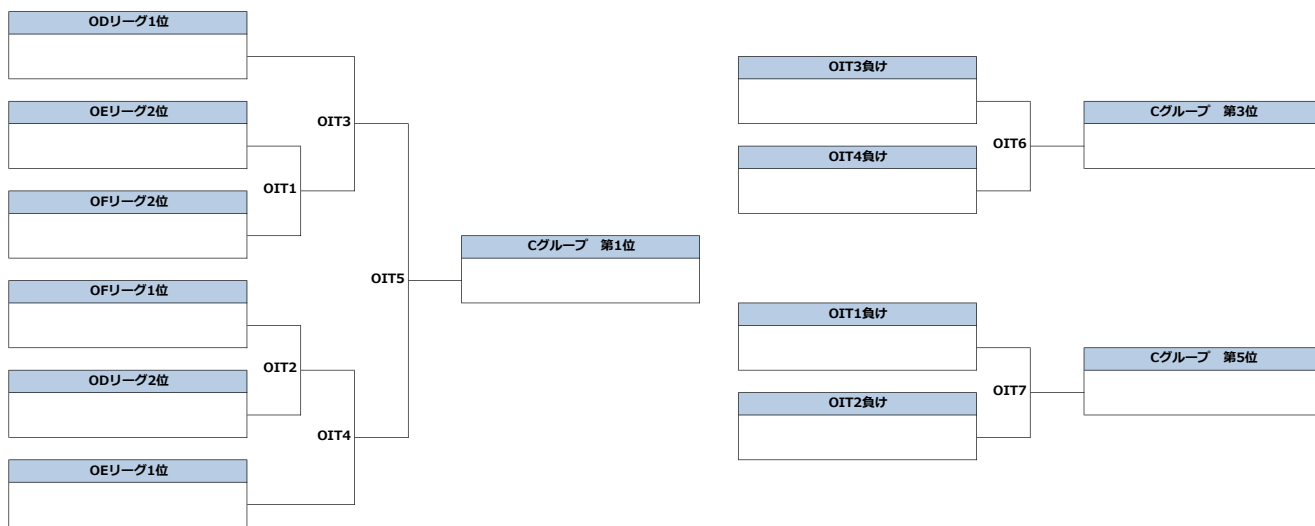 ODリーグ1位
OEリーグ2位
OIT3
OIT1
OFリーグ2位
OIT5
Cグループ　第1位
OFリーグ1位
OIT2
ODリーグ2位
OIT4
OEリーグ1位
OIT3負け
Cグループ　第3位
OIT6
OIT4負け
OIT1負け
Cグループ　第5位
OIT7
OIT2負け